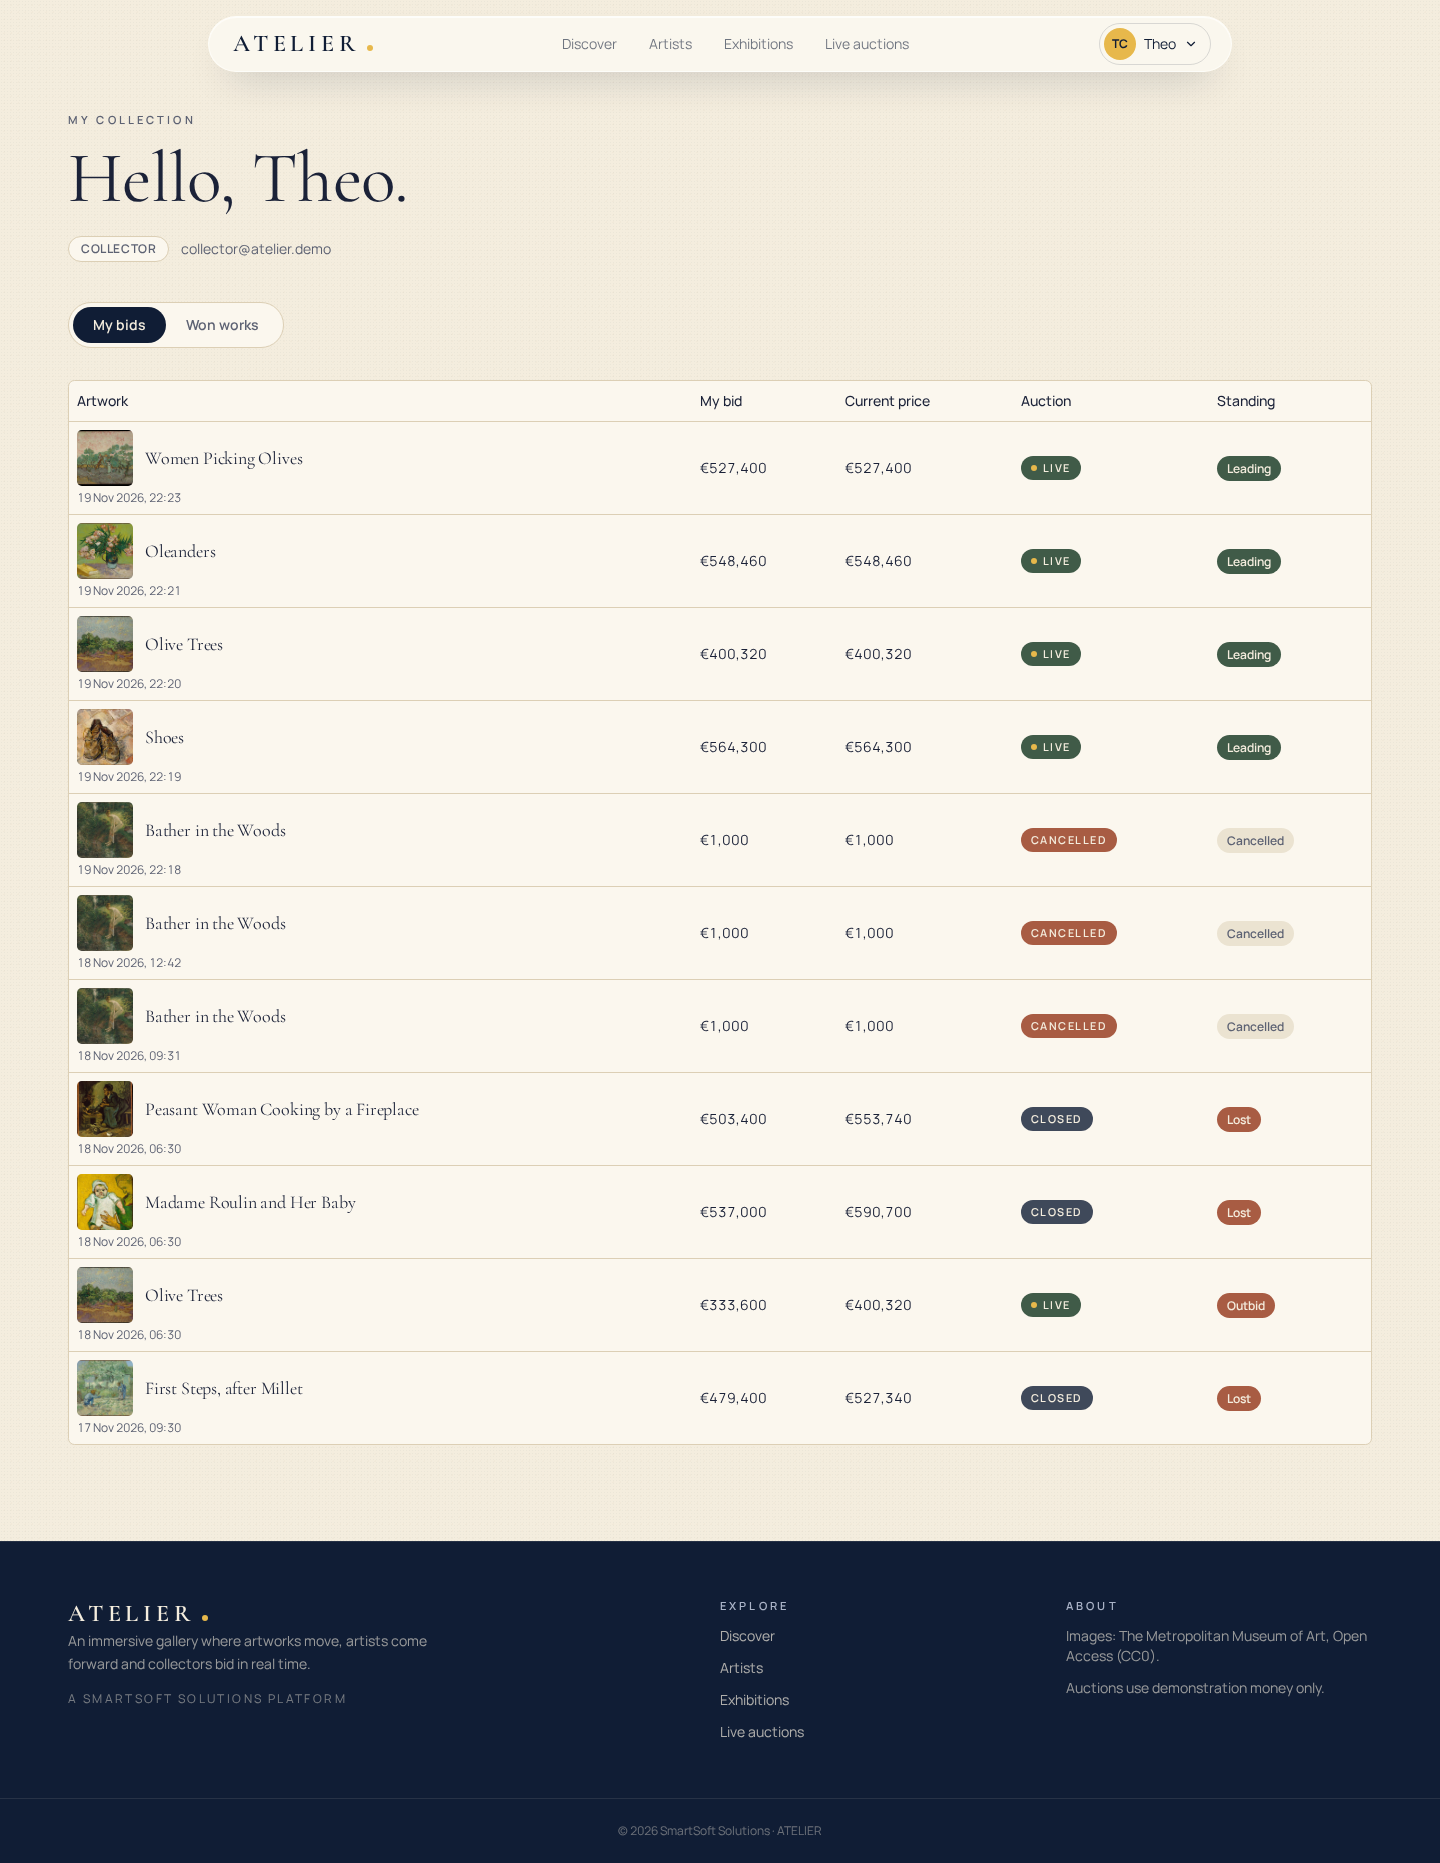 ATELIER
Discover Artists Exhibitions Live auctions
TC Theo
MY COLLECTION
Hello, Theo.
COLLECTOR collector@atelier.demo
My bids Won works
Artwork My bid Current price Auction Standing
Women Picking Olives €527,400 €527,400 LIVE Leading
19 Nov 2026, 22:23
Oleanders €548,460 €548,460 LIVE Leading
19 Nov 2026, 22:21
Olive Trees €400,320 €400,320 LIVE Leading
19 Nov 2026, 22:20
Shoes €564,300 €564,300 LIVE Leading
19 Nov 2026, 22:19
Bather in the Woods €1,000 €1,000 CANCELLED Cancelled
19 Nov 2026, 22:18
Bather in the Woods €1,000 €1,000 CANCELLED Cancelled
18 Nov 2026, 12:42
Bather in the Woods €1,000 €1,000 CANCELLED Cancelled
18 Nov 2026, 09:31
Peasant Woman Cooking by a Fireplace €503,400 €553,740 CLOSED Lost
18 Nov 2026, 06:30
Madame Roulin and Her Baby €537,000 €590,700 CLOSED Lost
18 Nov 2026, 06:30
Olive Trees €333,600 €400,320 LIVE Outbid
18 Nov 2026, 06:30
First Steps, after Millet €479,400 €527,340 CLOSED Lost
17 Nov 2026, 09:30
ATELIER
An immersive gallery where artworks move, artists come
forward and collectors bid in real time.
A SMARTSOFT SOLUTIONS PLATFORM
EXPLORE
Discover
Artists
Exhibitions
Live auctions
ABOUT
Images: The Metropolitan Museum of Art, Open
Access (CC0).
Auctions use demonstration money only.
© 2026 SmartSoft Solutions · ATELIER